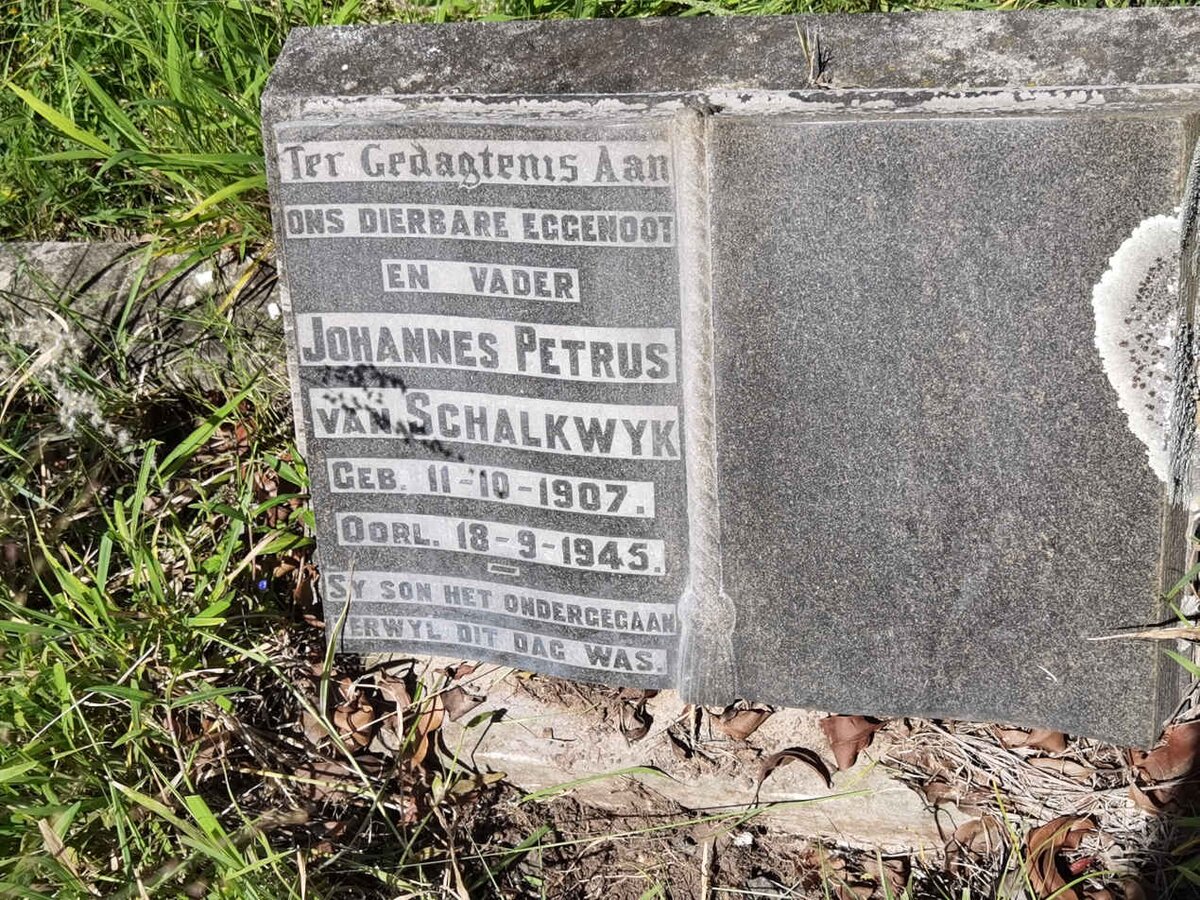 Ter Gedagtenis Aan
ONS DIERBARE EGGENOOT
EN VADER
JOHANNES PETRUS
VAN SCHALKWYK
GEB. 11-10-1907.
OORL. 18-9-1945.
SY SON HET ONDERGEGAAN
TERWYL DIT DAG WAS.